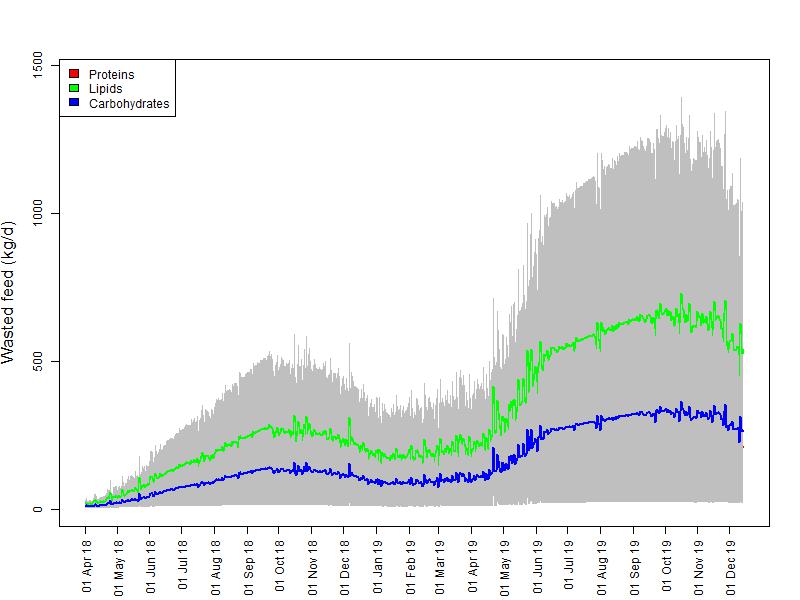 Wasted feed (kg/d)
1500
1000
500
0
Proteins
Lipids
Carbohydrates
01 Apr 18
01 May 18
01 Jun 18
01 Jul 18
01 Aug 18
01 Sep 18
01 Oct 18
01 Nov 18
01 Dec 18
01 Jan 19
01 Feb 19
01 Mar 19
01 Apr 19
01 May 19
01 Jun 19
01 Jul 19
01 Aug 19
01 Sep 19
01 Oct 19
01 Nov 19
01 Dec 19